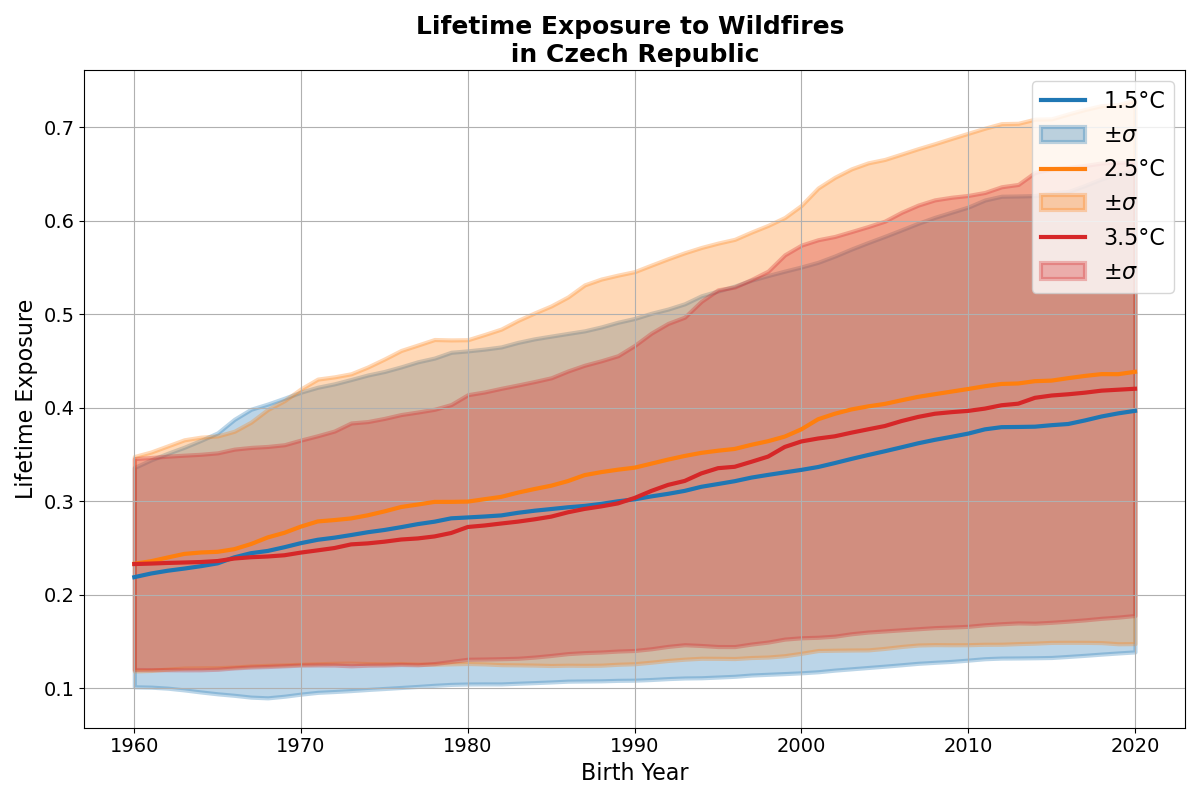 Lifetime Exposure to Wildfires
in Czech Republic
Lifetime Exposure
0.7
0.6
0.5
0.4
0.3
0.2
0.1
1.5°C
±σ
2.5°C
±σ
3.5°C
±σ
1960 1970 1980 1990 2000 2010 2020
Birth Year